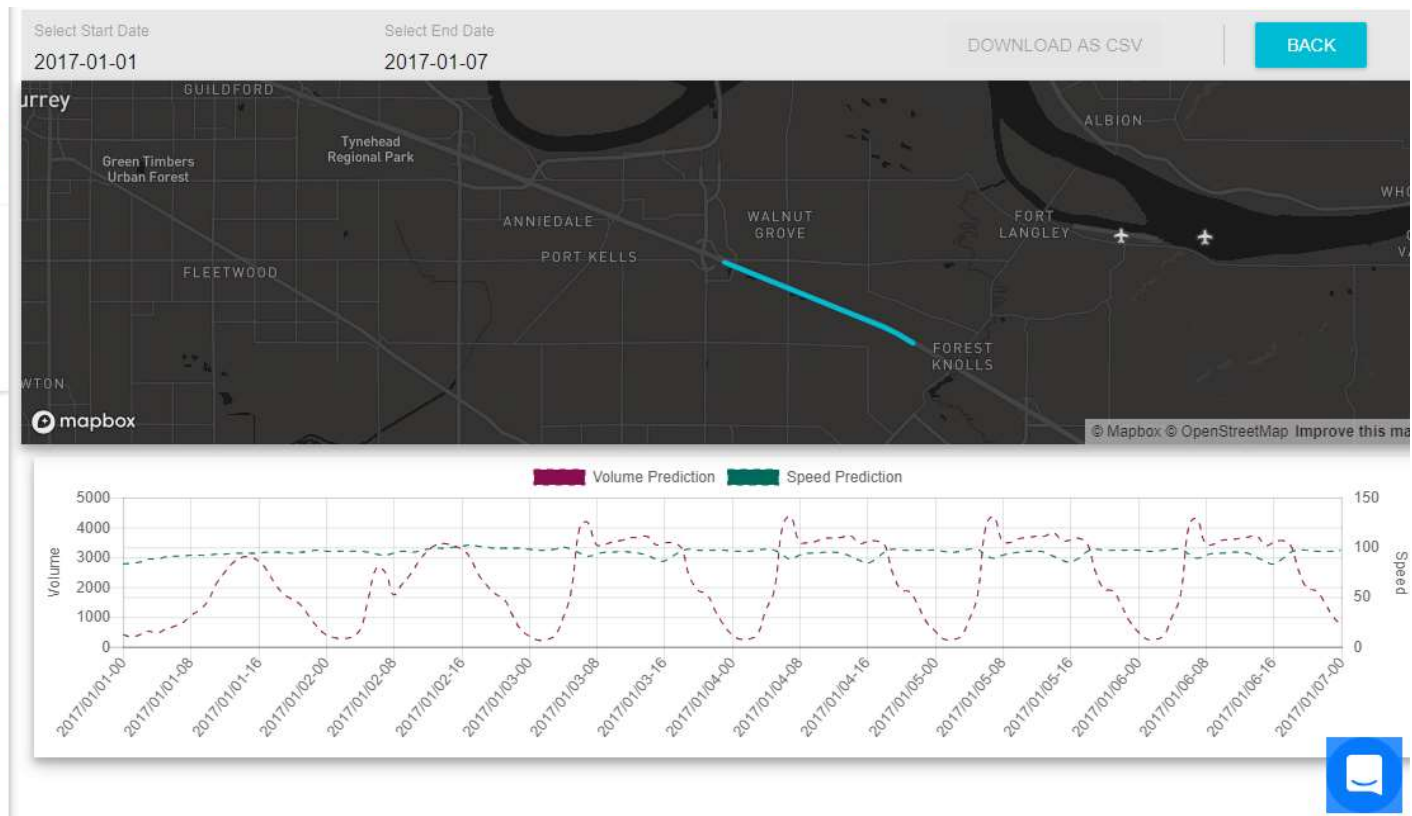 Select Start Date
Select End Date
2017-01-01
2017-01-07
DOWNLOAD AS CSV
BACK
urrey
GUILDFORD
Tynehead
Regional Park
Green Timbers
Urban Forest
ALBION
WHO
ANNIEDALE
WALNUT
GROVE
FORT
LANGLEY
PORT KELLS
FLEETWOOD
FOREST
KNOLLS
WTON
mapbox
© Mapbox © OpenStreetMap Improve this ma
Volume Prediction
Speed Prediction
5000
4000
3000
2000
1000
0
Volume
150
100
50
0
Speed
2017/01/01-00
2017/01/01-08
2017/01/01-16
2017/01/02-00
2017/01/02-08
2017/01/02-16
2017/01/03-00
2017/01/03-08
2017/01/03-16
2017/01/04-00
2017/01/04-08
2017/01/04-16
2017/01/05-00
2017/01/05-08
2017/01/05-16
2017/01/06-00
2017/01/06-08
2017/01/06-16
2017/01/07-00